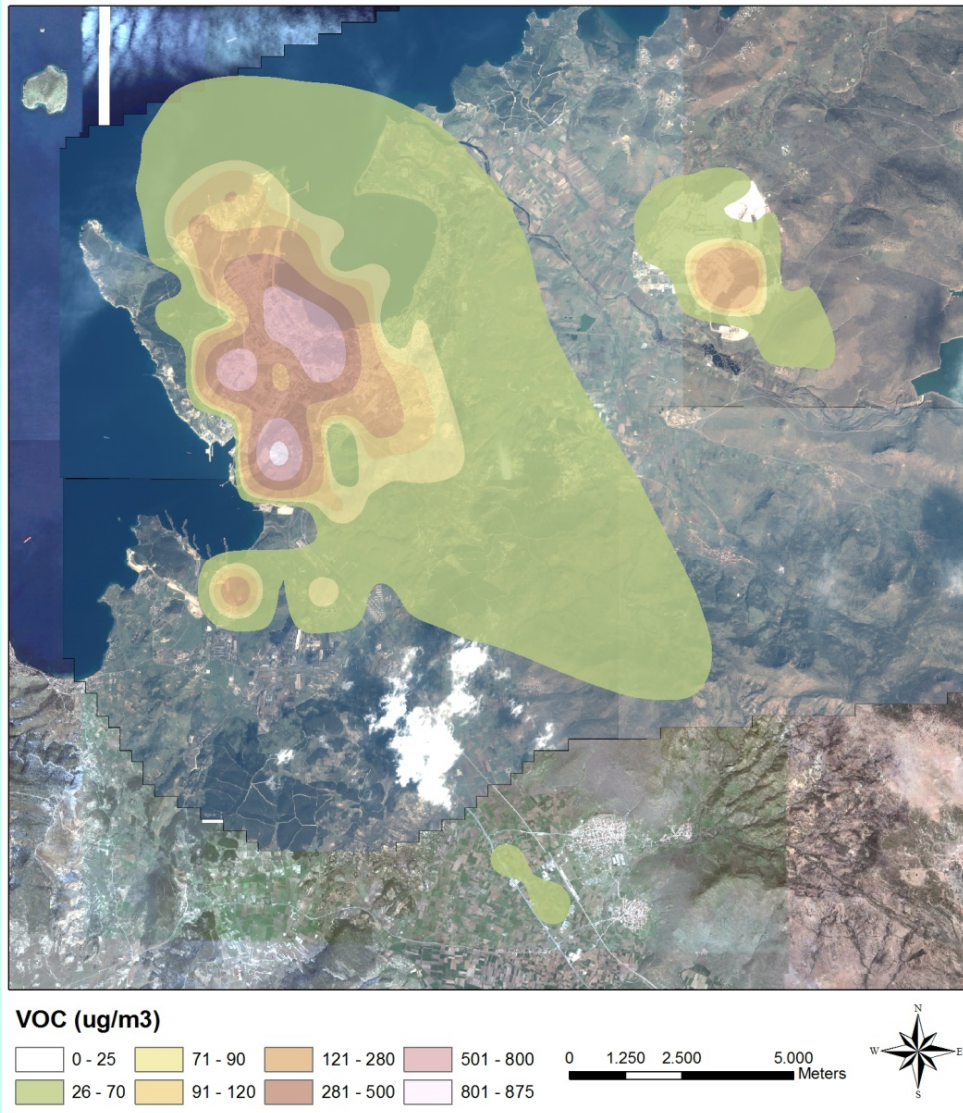 VOC (ug/m3)
0 - 25
71 - 90
121 - 280
501 - 800
26 - 70
91 - 120
281 - 500
801 - 875
0 1.250 2.500 5.000
Meters
N
W E
S